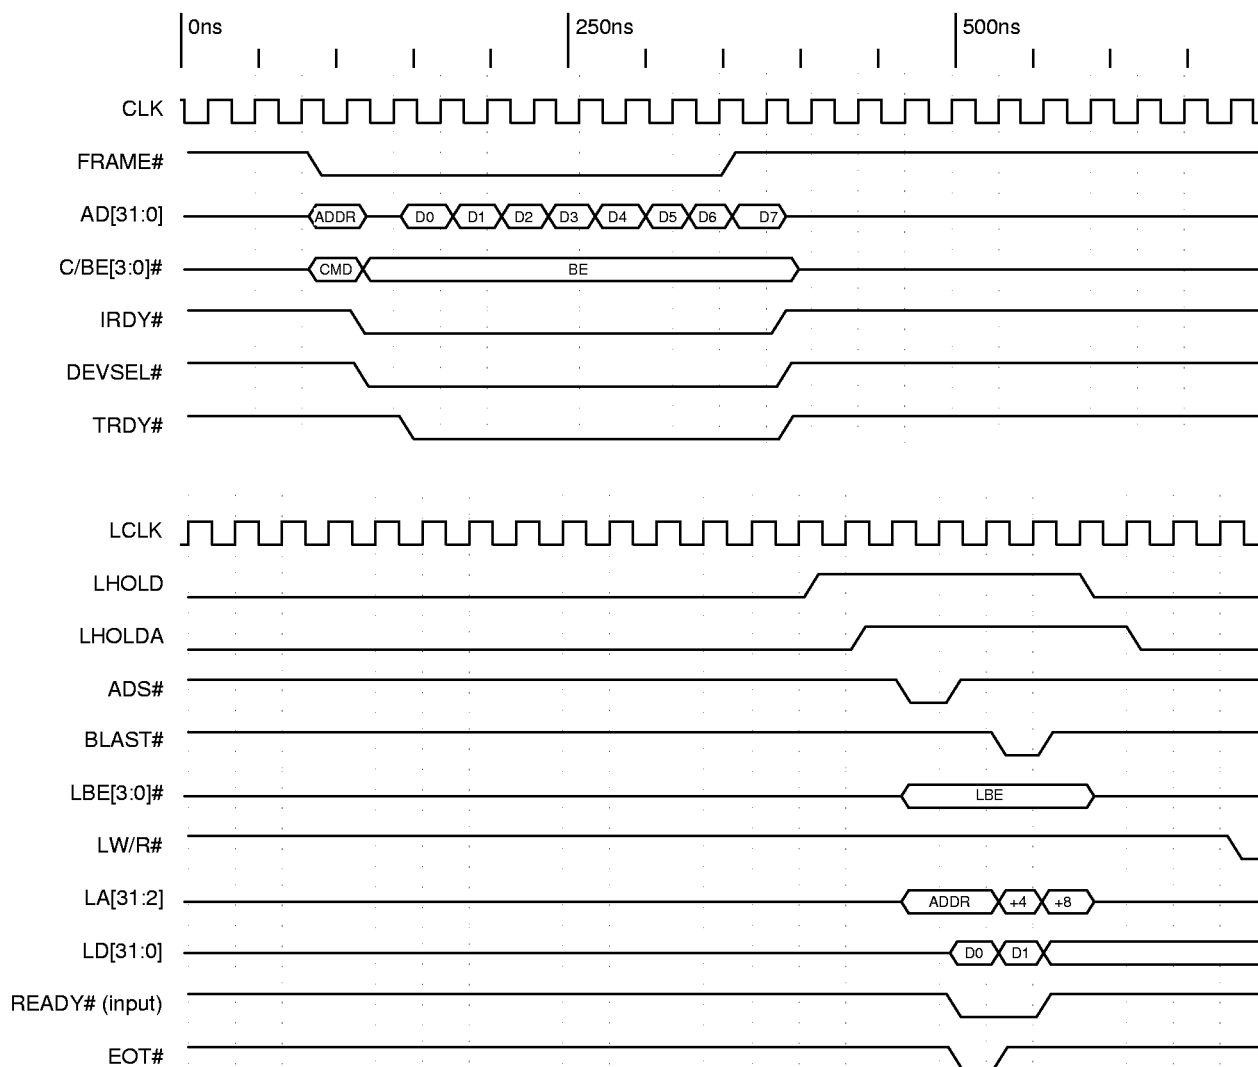 0ns 250ns 500ns
CLK
FRAME#
AD[31:0] ADDR D0 D1 D2 D3 D4 D5 D6 D7
C/BE[3:0]# CMD BE
IRDY#
DEVSEL#
TRDY#
LCLK
LHOLD
LHOLDA
ADS#
BLAST#
LBE[3:0]# LBE
LW/R#
LA[31:2] ADDR +4 +8
LD[31:0] D0 D1
READY# (input)
EOT#